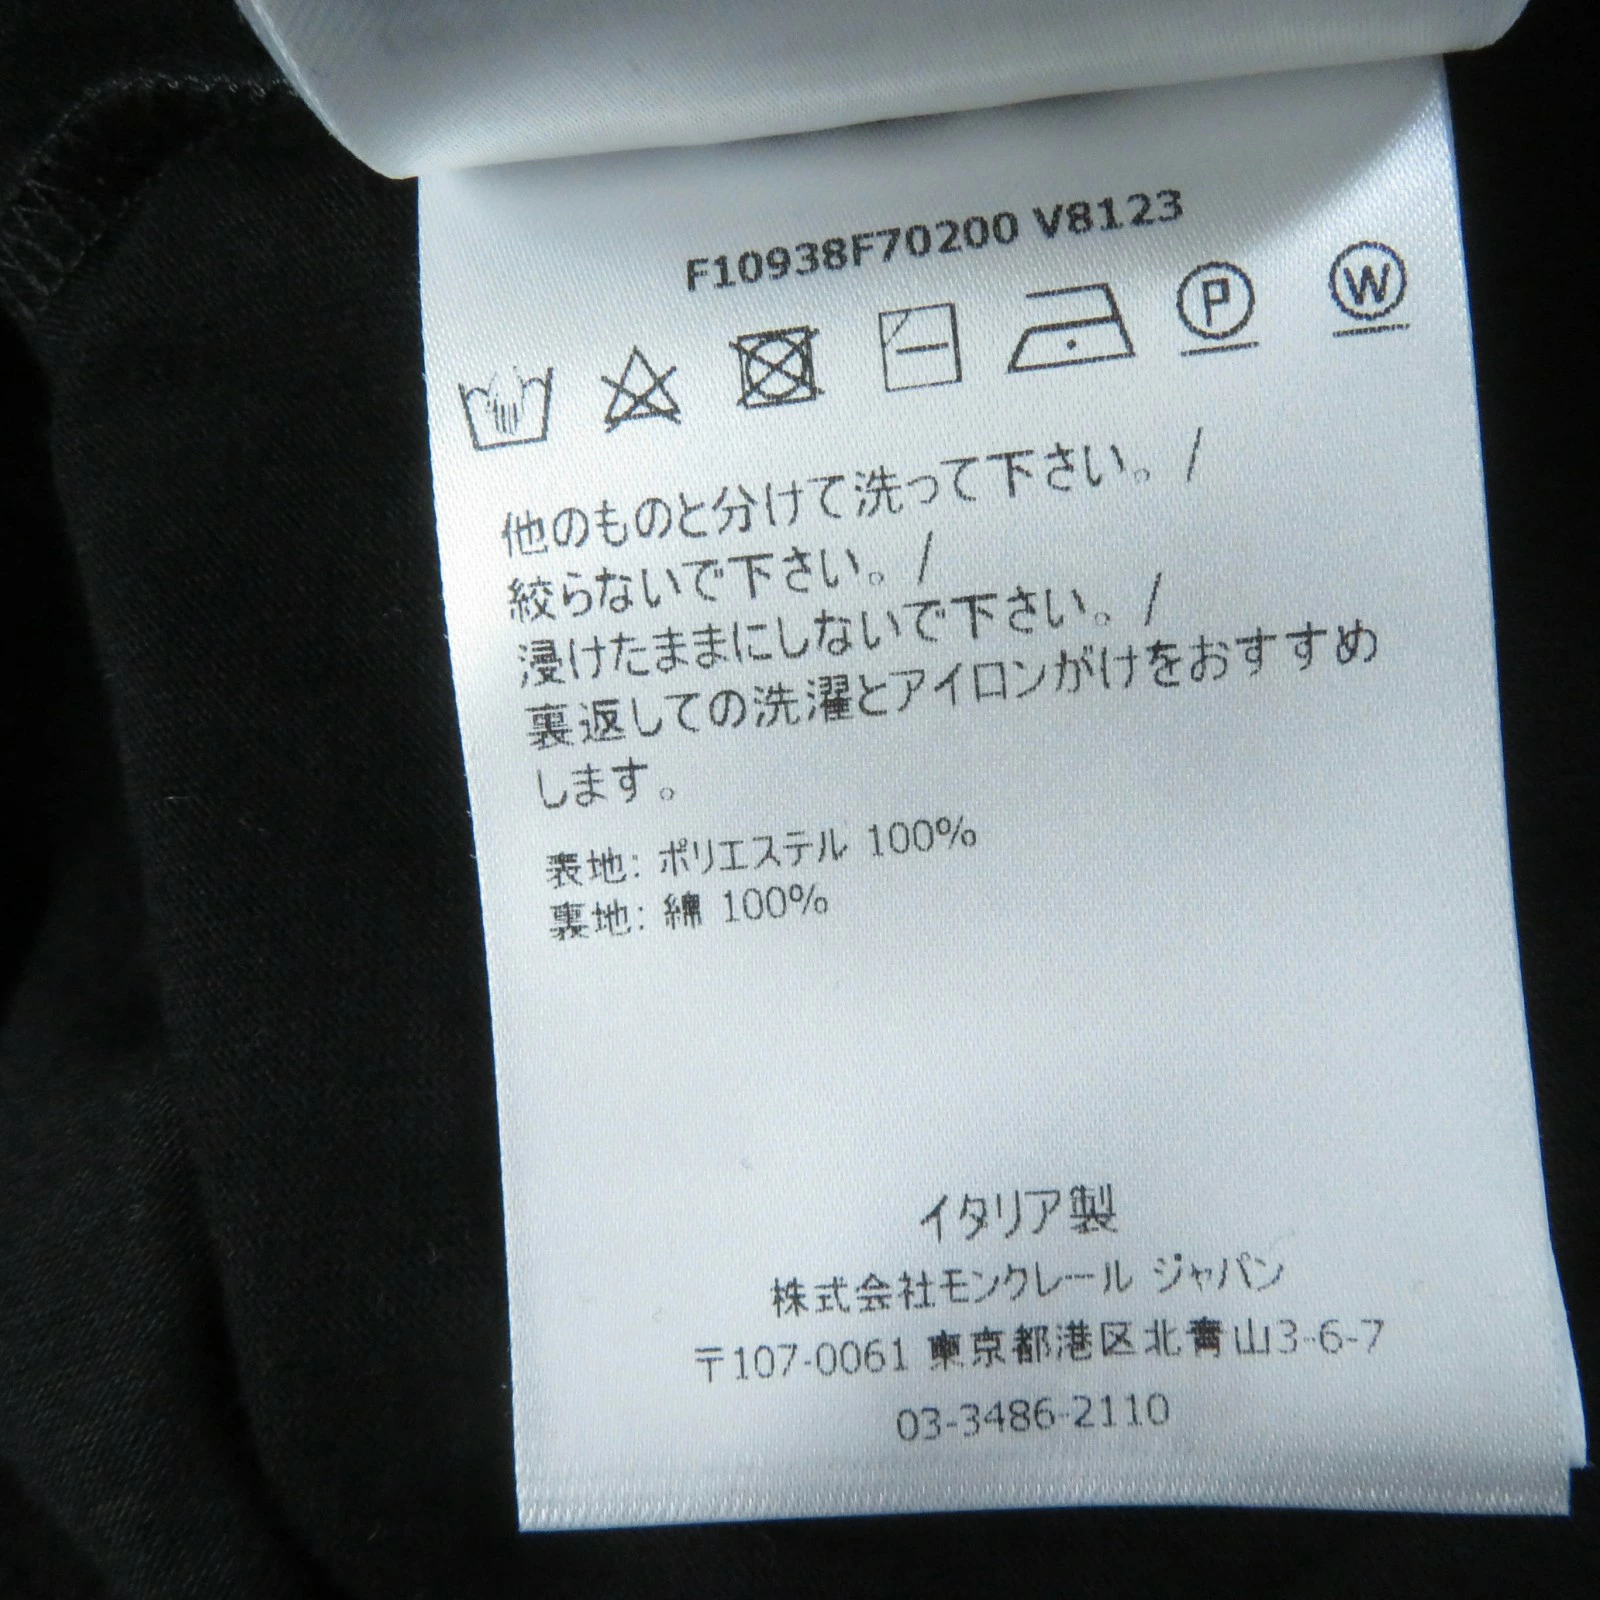 F10938F70200 V8123
P W
他のものと分けて洗って下さい。/
絞らないで下さい。/
浸けたままにしないで下さい。/
裏返しての洗濯とアイロンがけをおすすめ
します。
表地: ポリエステル 100%
裏地: 綿 100%
イタリア製
株式会社モンクレール ジャパン
〒107-0061 東京都港区北青山3-6-7
03-3486-2110